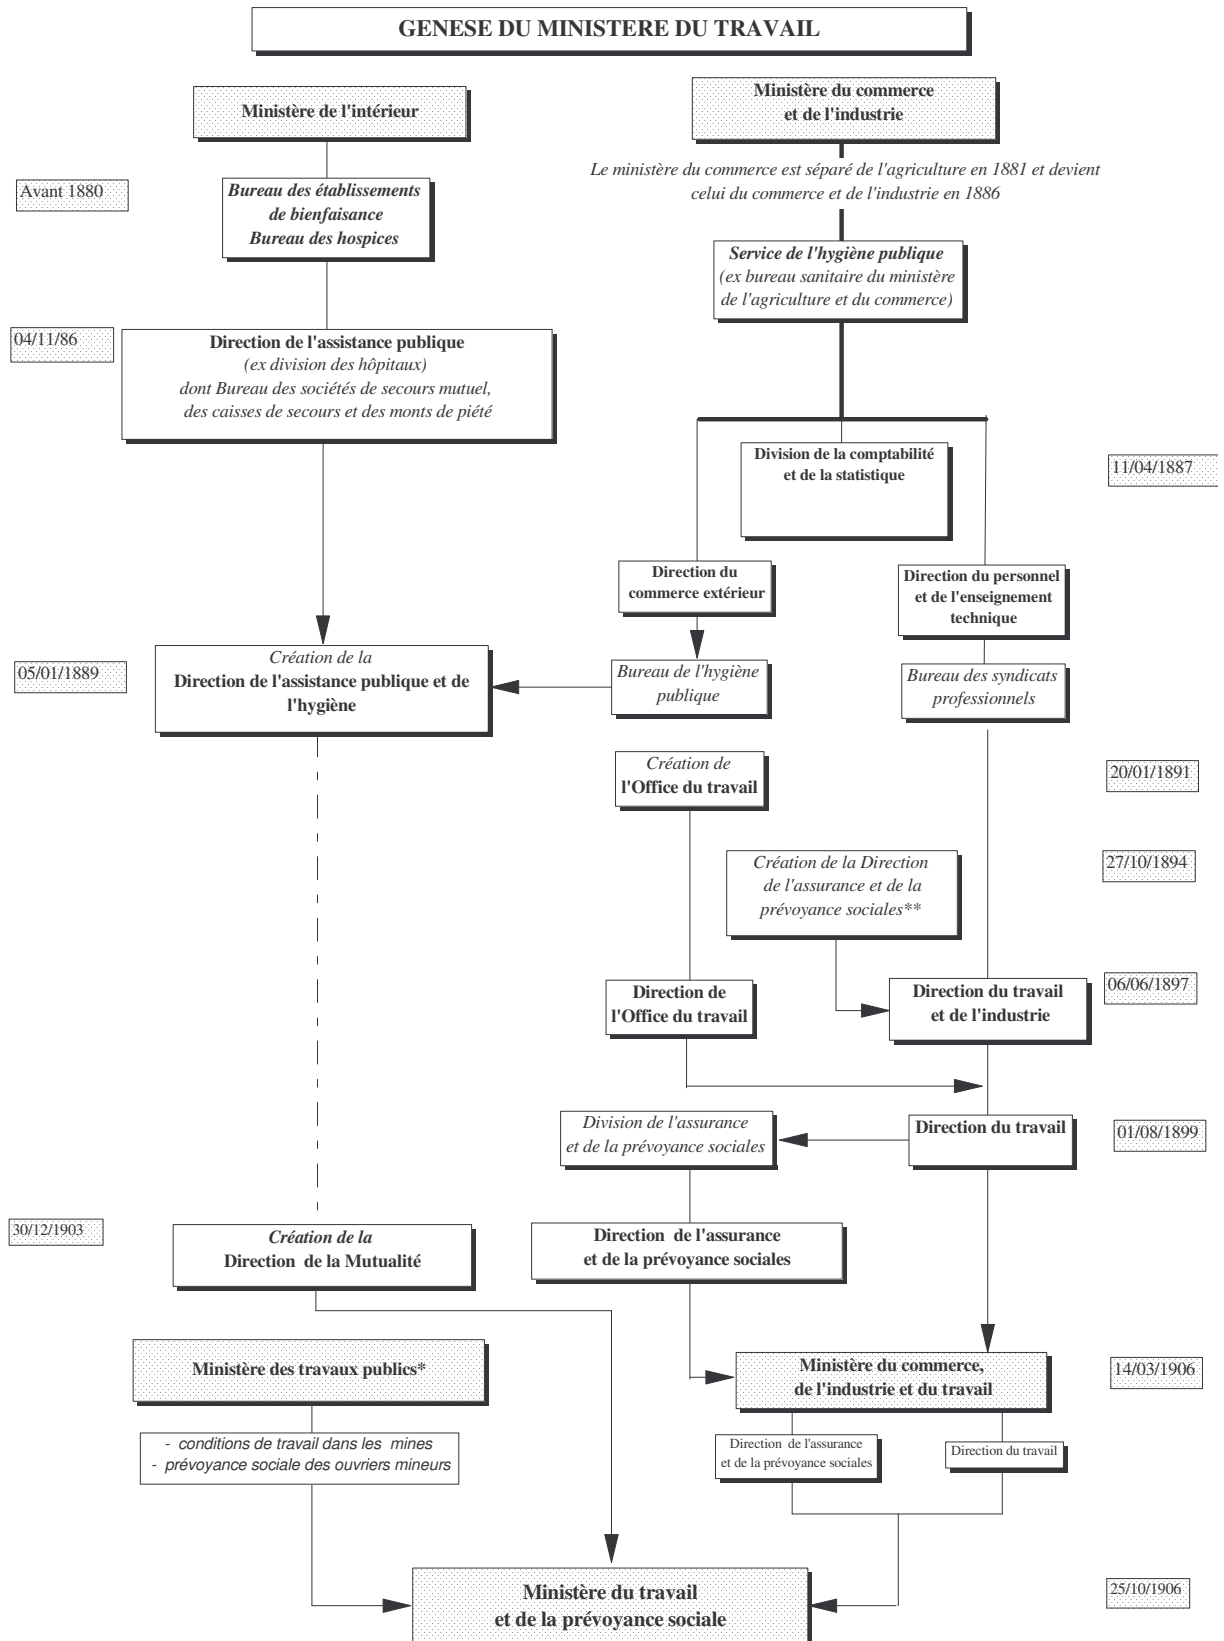 GENESE DU MINISTERE DU TRAVAIL
Ministère de l'intérieur
Ministère du commerce
et de l'industrie
Le ministère du commerce est séparé de l'agriculture en 1881 et devient
celui du commerce et de l'industrie en 1886
Avant 1880
Bureau des établissements
de bienfaisance
Bureau des hospices
Service de l'hygiène publique
(ex bureau sanitaire du ministère
de l'agriculture et du commerce)
04/11/86
Direction de l'assistance publique
(ex division des hôpitaux)
dont Bureau des sociétés de secours mutuel,
des caisses de secours et des monts de piété
Division de la comptabilité
et de la statistique
11/04/1887
Direction du
commerce extérieur
Direction du personnel
et de l'enseignement
technique
05/01/1889
Création de la
Direction de l'assistance publique et de
l'hygiène
Bureau de l'hygiène
publique
Bureau des syndicats
professionnels
Création de
l'Office du travail
20/01/1891
Création de la Direction
de l'assurance et de la
prévoyance sociales**
27/10/1894
Direction de
l'Office du travail
Direction du travail
et de l'industrie
06/06/1897
Division de l'assurance
et de la prévoyance sociales
Direction du travail
01/08/1899
30/12/1903
Création de la
Direction de la Mutualité
Direction de l'assurance
et de la prévoyance sociales
Ministère des travaux publics*
Ministère du commerce,
de l'industrie et du travail
14/03/1906
- conditions de travail dans les mines
- prévoyance sociale des ouvriers mineurs
Direction de l'assurance
et de la prévoyance sociales
Direction du travail
Ministère du travail
et de la prévoyance sociale
25/10/1906